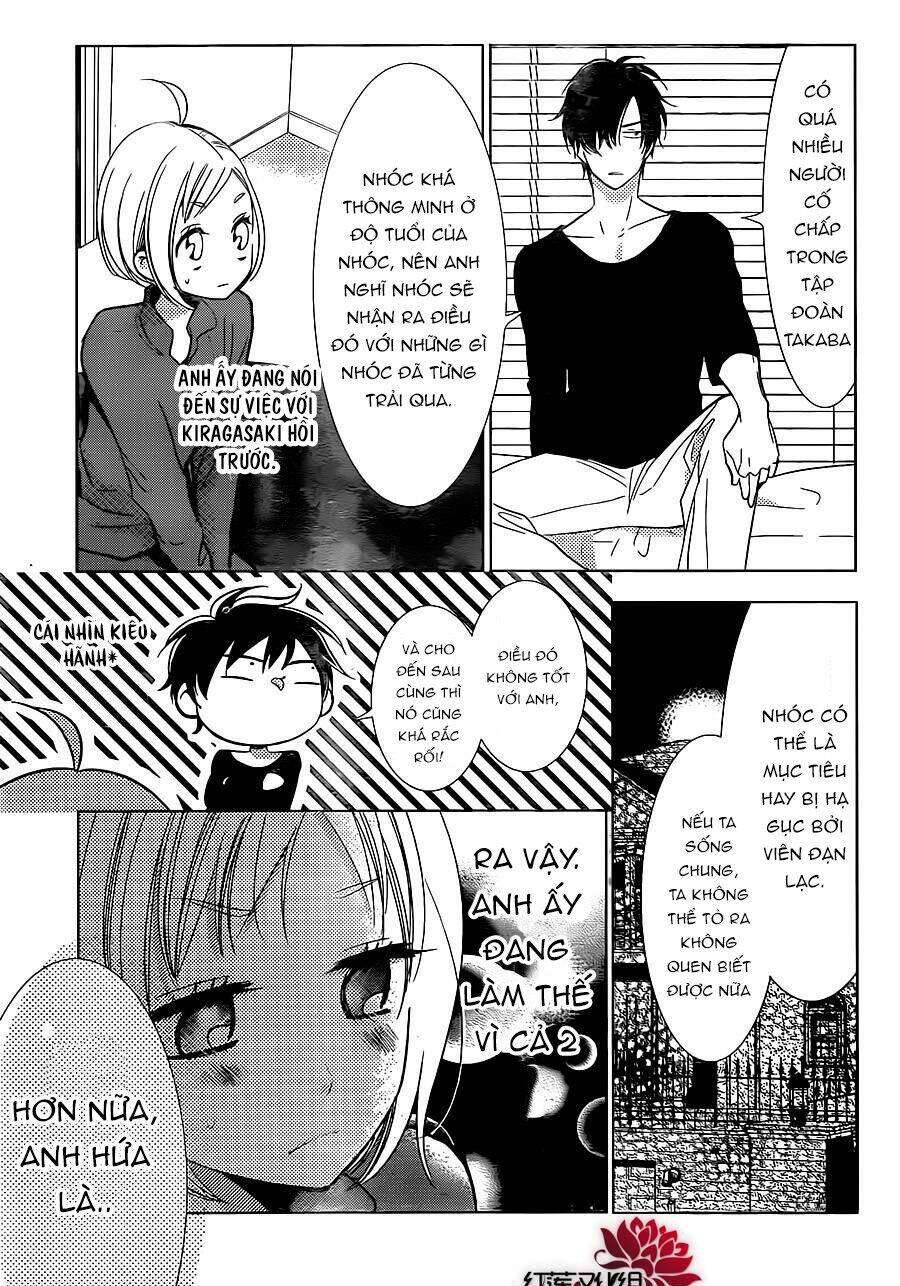 CÓ
QUÁ
NHIỀU
NGƯỜI
CỐ
CHẤP
TRONG
TẬP
ĐOÀN
TAKABA
NHÓC KHÁ
THÔNG MINH Ở
ĐỘ TUỔI CỦA
NHÓC, NÊN ANH
NGHĨ NHÓC SẼ
NHẬN RA ĐIỀU
ĐÓ VỚI NHỮNG GÌ
NHÓC ĐÃ TỪNG
TRẢI QUA.
ANH ẤY ĐANG NÓI
ĐẾN SỰ VIỆC VỚI
KIRAGASAKI HỒI
TRƯỚC.
NHÓC CÓ
THỂ LÀ
MỤC TIÊU
HAY BỊ HẠ
GỤC BỞI
VIÊN ĐẠN
LẠC.
NẾU TA
SỐNG
CHUNG,
TA KHÔNG
THỂ TỎ RA
KHÔNG
QUEN BIẾT
ĐƯỢC NỮA
ĐIỀU ĐÓ
KHÔNG TỐT
VỚI ANH,
VÀ CHO
ĐẾN SAU
CÙNG THÌ
NÓ CŨNG
KHÁ RẮC
RỐI!
CÁI NHÌN KIÊU
HÃNH*
RA VẬY.
ANH ẤY
ĐANG
LÀM THẾ
VÌ CẢ 2
HƠN NỮA,
ANH HỨA
LÀ..